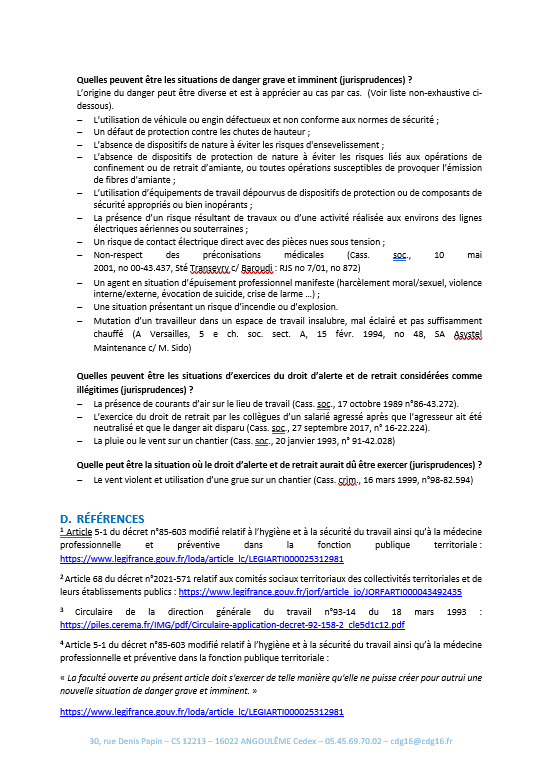 Quelles peuvent être les situations de danger grave et imminent (jurisprudences) ?
L'origine du danger peut être diverse et est à apprécier au cas par cas. (Voir liste non-exhaustive ci-
dessous).
– L'utilisation de véhicule ou engin défectueux et non conforme aux normes de sécurité ;
– Un défaut de protection contre les chutes de hauteur ;
– L'absence de dispositifs de nature à éviter les risques d'ensevelissement ;
– L'absence de dispositifs de protection de nature à éviter les risques liés aux opérations de
confinement ou de retrait d'amiante, ou toutes opérations susceptibles de provoquer l'émission
de fibres d'amiante ;
– L'utilisation d'équipements de travail dépourvus de dispositifs de protection ou de composants de
sécurité appropriés ou bien inopérants ;
– La présence d'un risque résultant de travaux ou d'une activité réalisée aux environs des lignes
électriques aériennes ou souterraines ;
– Un risque de contact électrique direct avec des pièces nues sous tension ;
– Non-respect des préconisations médicales (Cass. soc., 10 mai
2001, no 00-43.437, Sté Transevry c/ Baroudi : RJS no 7/01, no 872)
– Un agent en situation d'épuisement professionnel manifeste (harcèlement moral/sexuel, violence
interne/externe, évocation de suicide, crise de larme ...) ;
– Une situation présentant un risque d'incendie ou d'explosion.
– Mutation d'un travailleur dans un espace de travail insalubre, mal éclairé et pas suffisamment
chauffé (A Versailles, 5 e ch. soc. sect. A, 15 févr. 1994, no 48, SA Asystel
Maintenance c/ M. Sido)
Quelles peuvent être les situations d'exercices du droit d'alerte et de retrait considérées comme
illégitimes (jurisprudences) ?
– La présence de courants d'air sur le lieu de travail (Cass. soc., 17 octobre 1989 n°86-43.272).
– L'exercice du droit de retrait par les collègues d'un salarié agressé après que l'agresseur ait été
neutralisé et que le danger ait disparu (Cass. soc., 27 septembre 2017, n° 16-22.224).
– La pluie ou le vent sur un chantier (Cass. soc., 20 janvier 1993, n° 91-42.028)
Quelle peut être la situation où le droit d'alerte et de retrait aurait dû être exercer (jurisprudences) ?
– Le vent violent et utilisation d'une grue sur un chantier (Cass. crim., 16 mars 1999, n°98-82.594)
D. RÉFÉRENCES
1 Article 5-1 du décret n°85-603 modifié relatif à l'hygiène et à la sécurité du travail ainsi qu'à la médecine
professionnelle et préventive dans la fonction publique territoriale :
https://www.legifrance.gouv.fr/loda/article_lc/LEGIARTI000025312981
2 Article 68 du décret n°2021-571 relatif aux comités sociaux territoriaux des collectivités territoriales et de
leurs établissements publics : https://www.legifrance.gouv.fr/jorf/article_jo/JORFARTI000043492435
3 Circulaire de la direction générale du travail n°93-14 du 18 mars 1993 :
https://piles.cerema.fr/IMG/pdf/Circulaire-application-decret-92-158-2_cle5d1c12.pdf
4 Article 5-1 du décret n°85-603 modifié relatif à l'hygiène et à la sécurité du travail ainsi qu'à la médecine
professionnelle et préventive dans la fonction publique territoriale :
« La faculté ouverte au présent article doit s'exercer de telle manière qu'elle ne puisse créer pour autrui une
nouvelle situation de danger grave et imminent. »
https://www.legifrance.gouv.fr/loda/article_lc/LEGIARTI000025312981
30, rue Denis Papin – CS 12213 – 16022 ANGOULÊME Cedex – 05.45.69.70.02 – cdg16@cdg16.fr